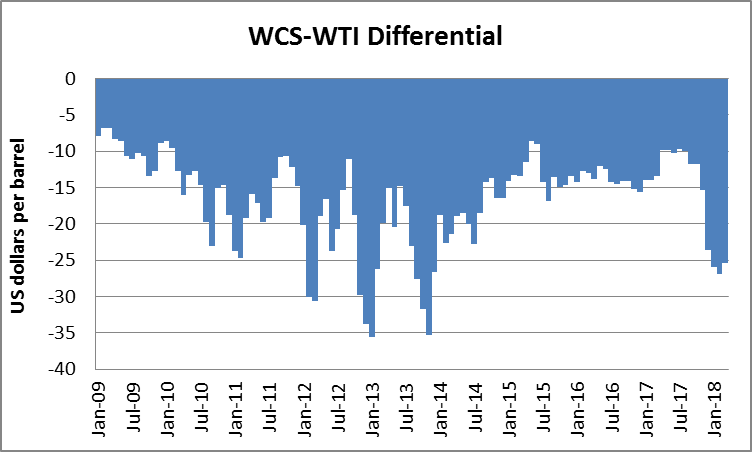 WCS-WTI Differential
US dollars per barrel
0
-5
-10
-15
-20
-25
-30
-35
-40
Jan-09
Jul-09
Jan-10
Jul-10
Jan-11
Jul-11
Jan-12
Jul-12
Jan-13
Jul-13
Jan-14
Jul-14
Jan-15
Jul-15
Jan-16
Jul-16
Jan-17
Jul-17
Jan-18